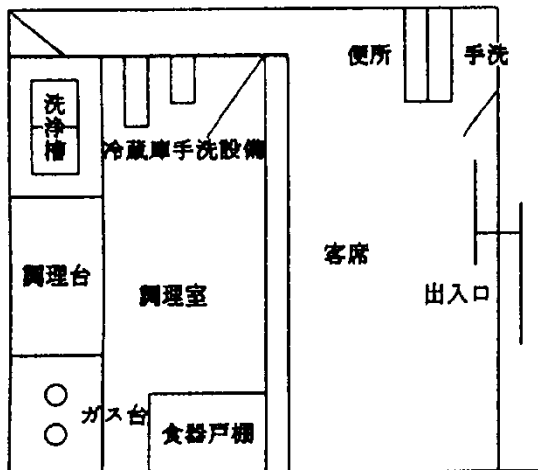 便所
手洗
洗浄槽
冷蔵庫
手洗設備
客席
調理台
調理室
出入口
ガス台
食器戸棚